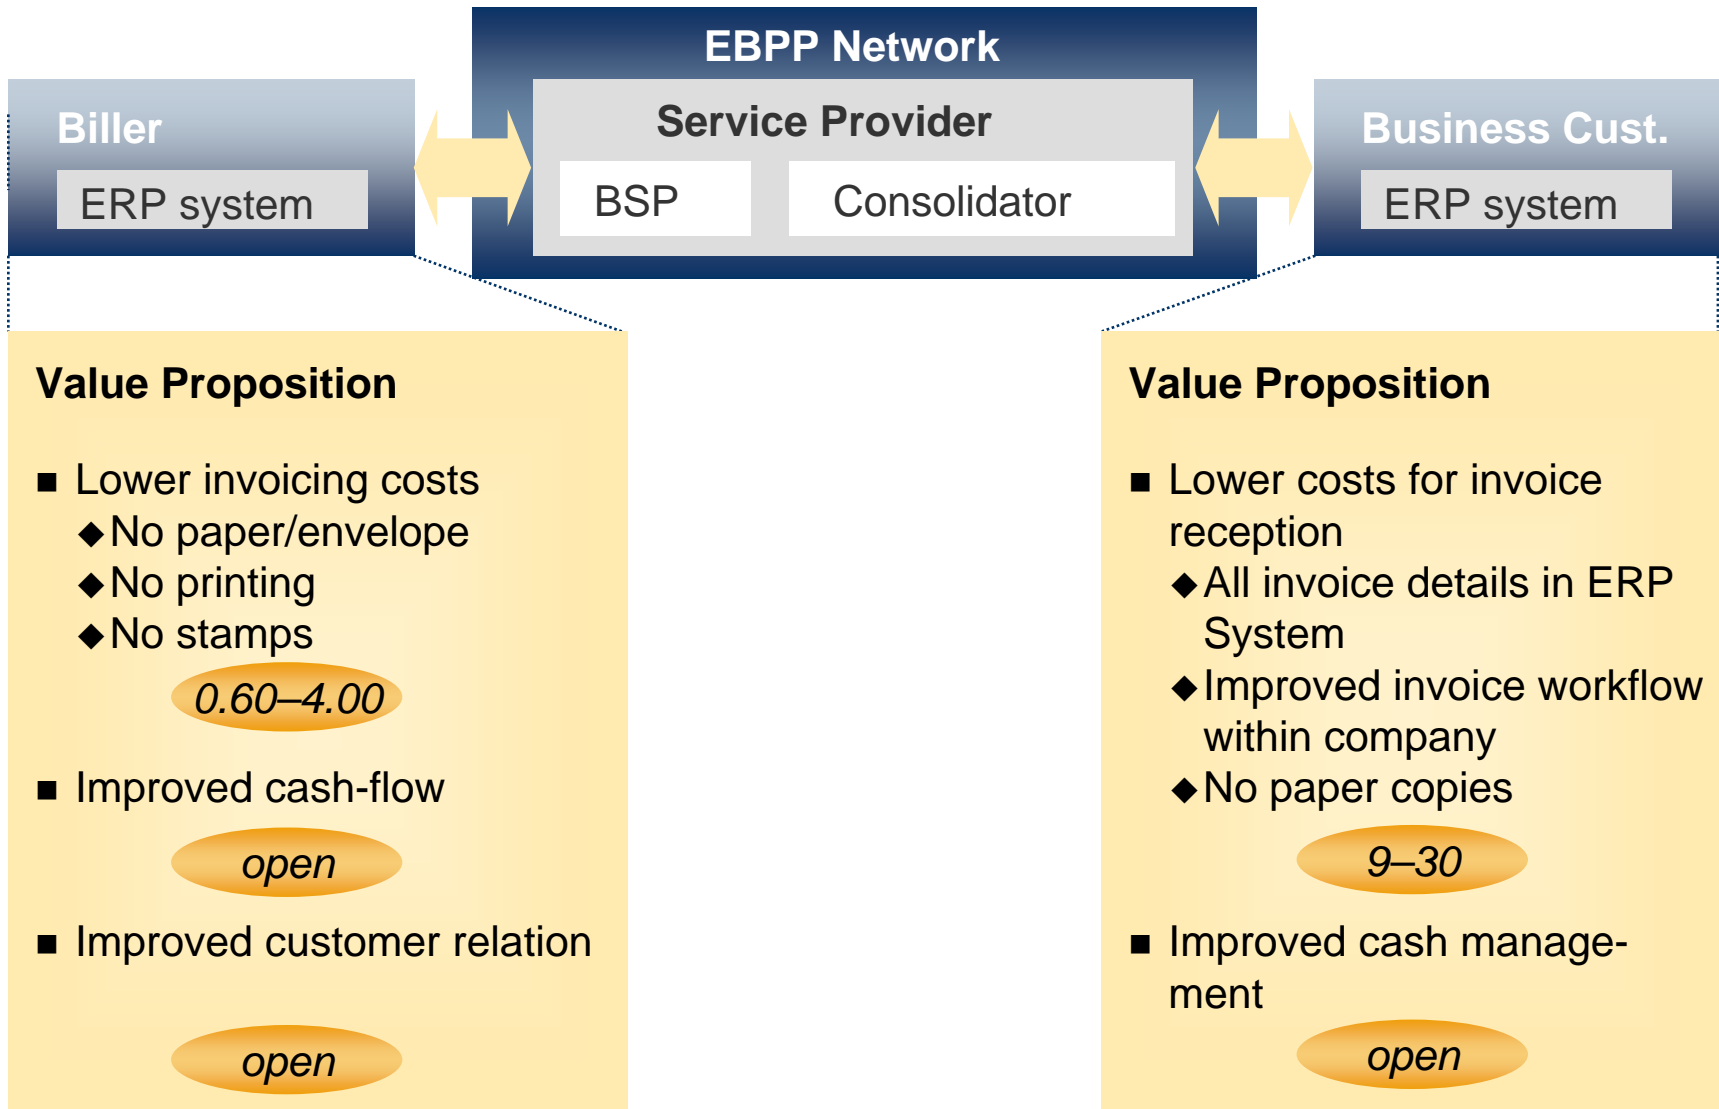 EBPP Network
Biller
ERP system
Service Provider
BSP
Consolidator
Business Cust.
ERP system
Value Proposition
■ Lower invoicing costs
◆No paper/envelope
◆No printing
◆No stamps
0.60–4.00
■ Improved cash-flow
open
■ Improved customer relation
open
Value Proposition
■ Lower costs for invoice
reception
◆All invoice details in ERP
System
◆Improved invoice workflow
within company
◆No paper copies
9–30
■ Improved cash manage-
ment
open